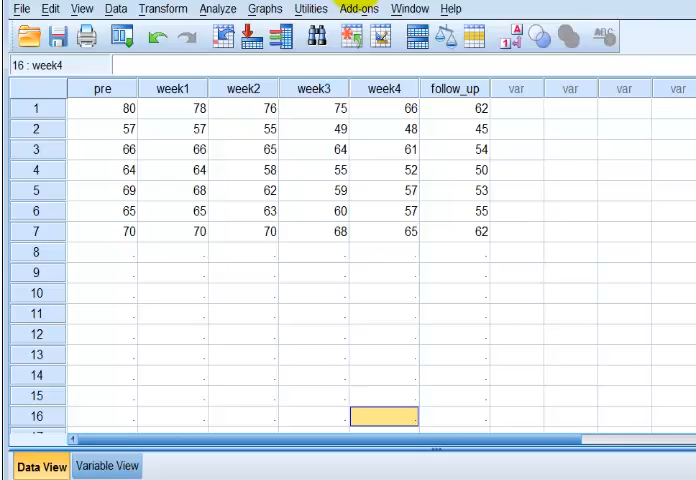 File Edit View Data Transform Analyze Graphs Utilities Add-ons Window Help
16 : week4
pre week1 week2 week3 week4 follow_up var var var var
1 80 78 76 75 66 62
2 57 57 55 49 48 45
3 66 66 65 64 61 54
4 64 64 58 55 52 50
5 69 68 62 59 57 53
6 65 65 63 60 57 55
7 70 70 70 68 65 62
8 . . . . . .
9 . . . . . .
10 . . . . . .
11 . . . . . .
12 . . . . . .
13 . . . . . .
14 . . . . . .
15 . . . . . .
16 . . . . . .
Data View Variable View